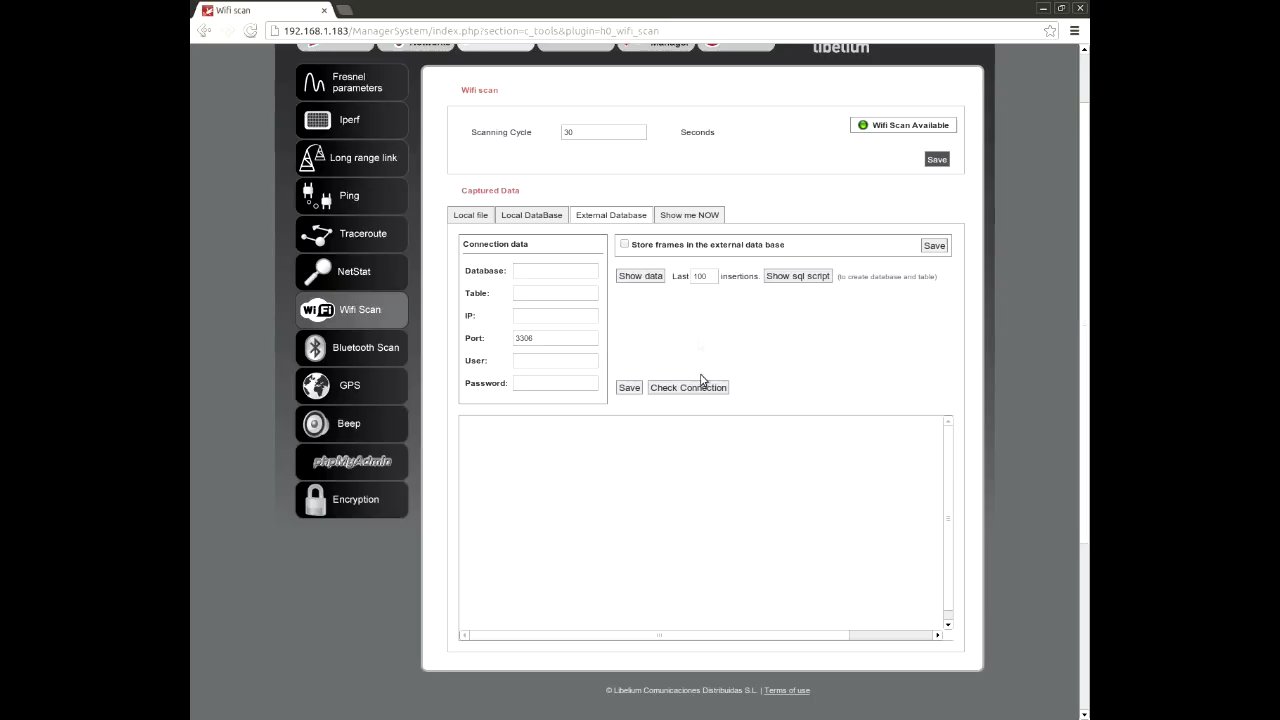 Wifi scan
192.168.1.183/ManagerSystem/index.php?section=c_tools&plugin=h0_wifi_scan
Manager
libelium
Fresnel
parameters
Iperf
Long range link
Ping
Traceroute
NetStat
WiFi Wifi Scan
Bluetooth Scan
GPS
Beep
phpMyAdmin
Encryption
Wifi scan
Scanning Cycle 30 Seconds
Wifi Scan Available
Save
Captured Data
Local file Local DataBase External Database Show me NOW
Connection data
Database:
Table:
IP:
Port: 3306
User:
Password:
Store frames in the external data base Save
Show data Last 100 insertions. Show sql script (to create database and table)
Save Check Connection
© Libelium Comunicaciones Distribuidas S.L. | Terms of use